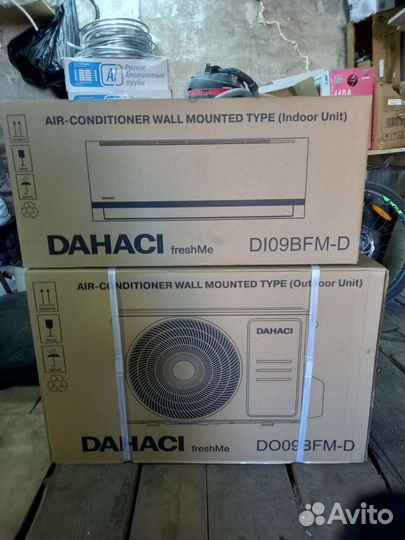 Русские
Алюминиевые
трубы
AIR-CONDITIONER WALL MOUNTED TYPE (Indoor Unit)
DAHACI
DAHACI freshMe DI09BFM-D
AIR-CONDITIONER WALL MOUNTED TYPE (Outdoor Unit)
DAHACI
DAHACI freshMe DO09BFM-D
Avito